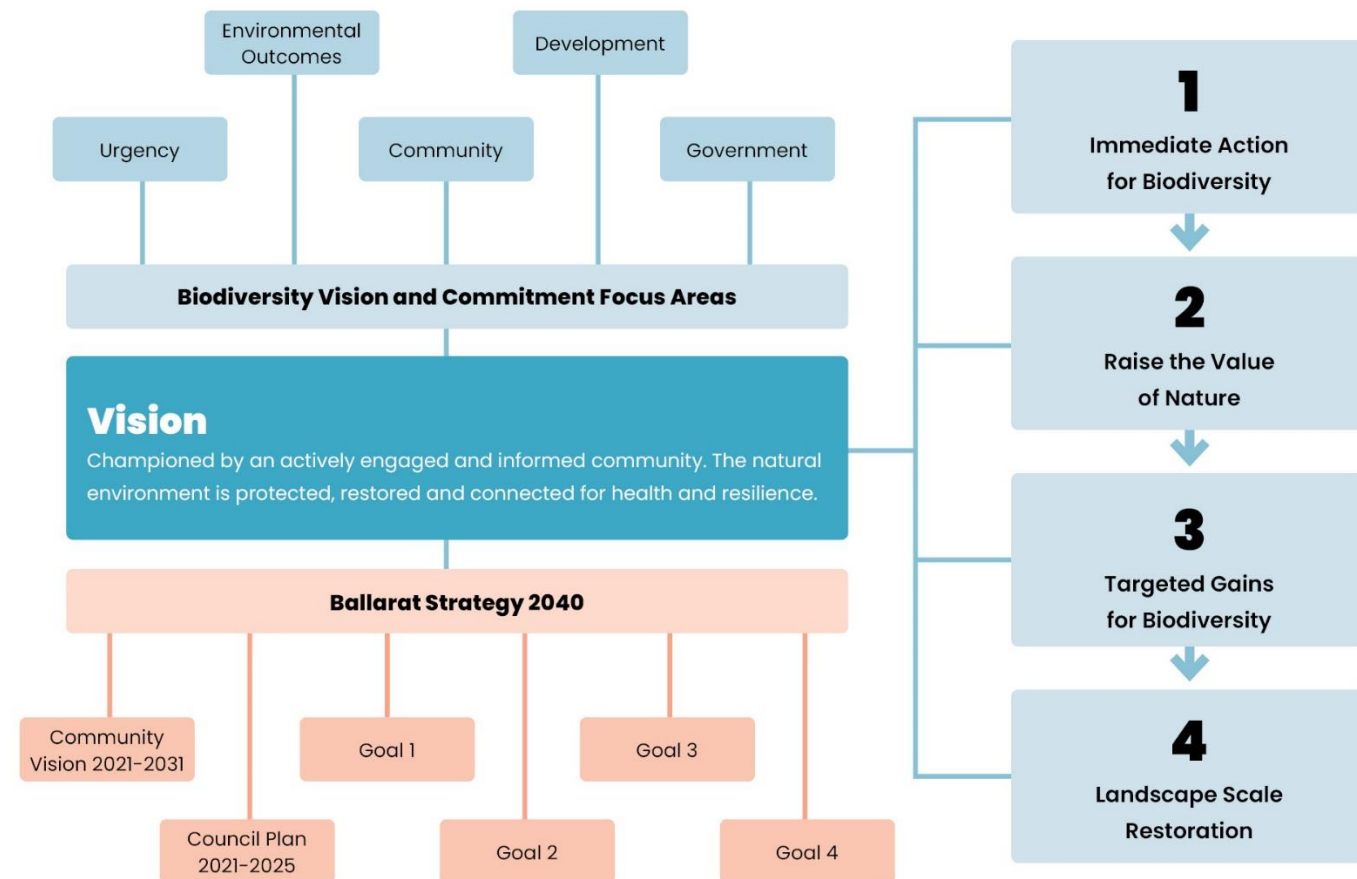 Environmental
Outcomes
Development
Urgency
Community
Government
Biodiversity Vision and Commitment Focus Areas
Vision
Championed by an actively engaged and informed community. The natural
environment is protected, restored and connected for health and resilience.
Ballarat Strategy 2040
Community
Vision 2021-2031
Goal 1
Goal 3
Council Plan
2021-2025
Goal 2
Goal 4
1
Immediate Action
for Biodiversity
2
Raise the Value
of Nature
3
Targeted Gains
for Biodiversity
4
Landscape Scale
Restoration